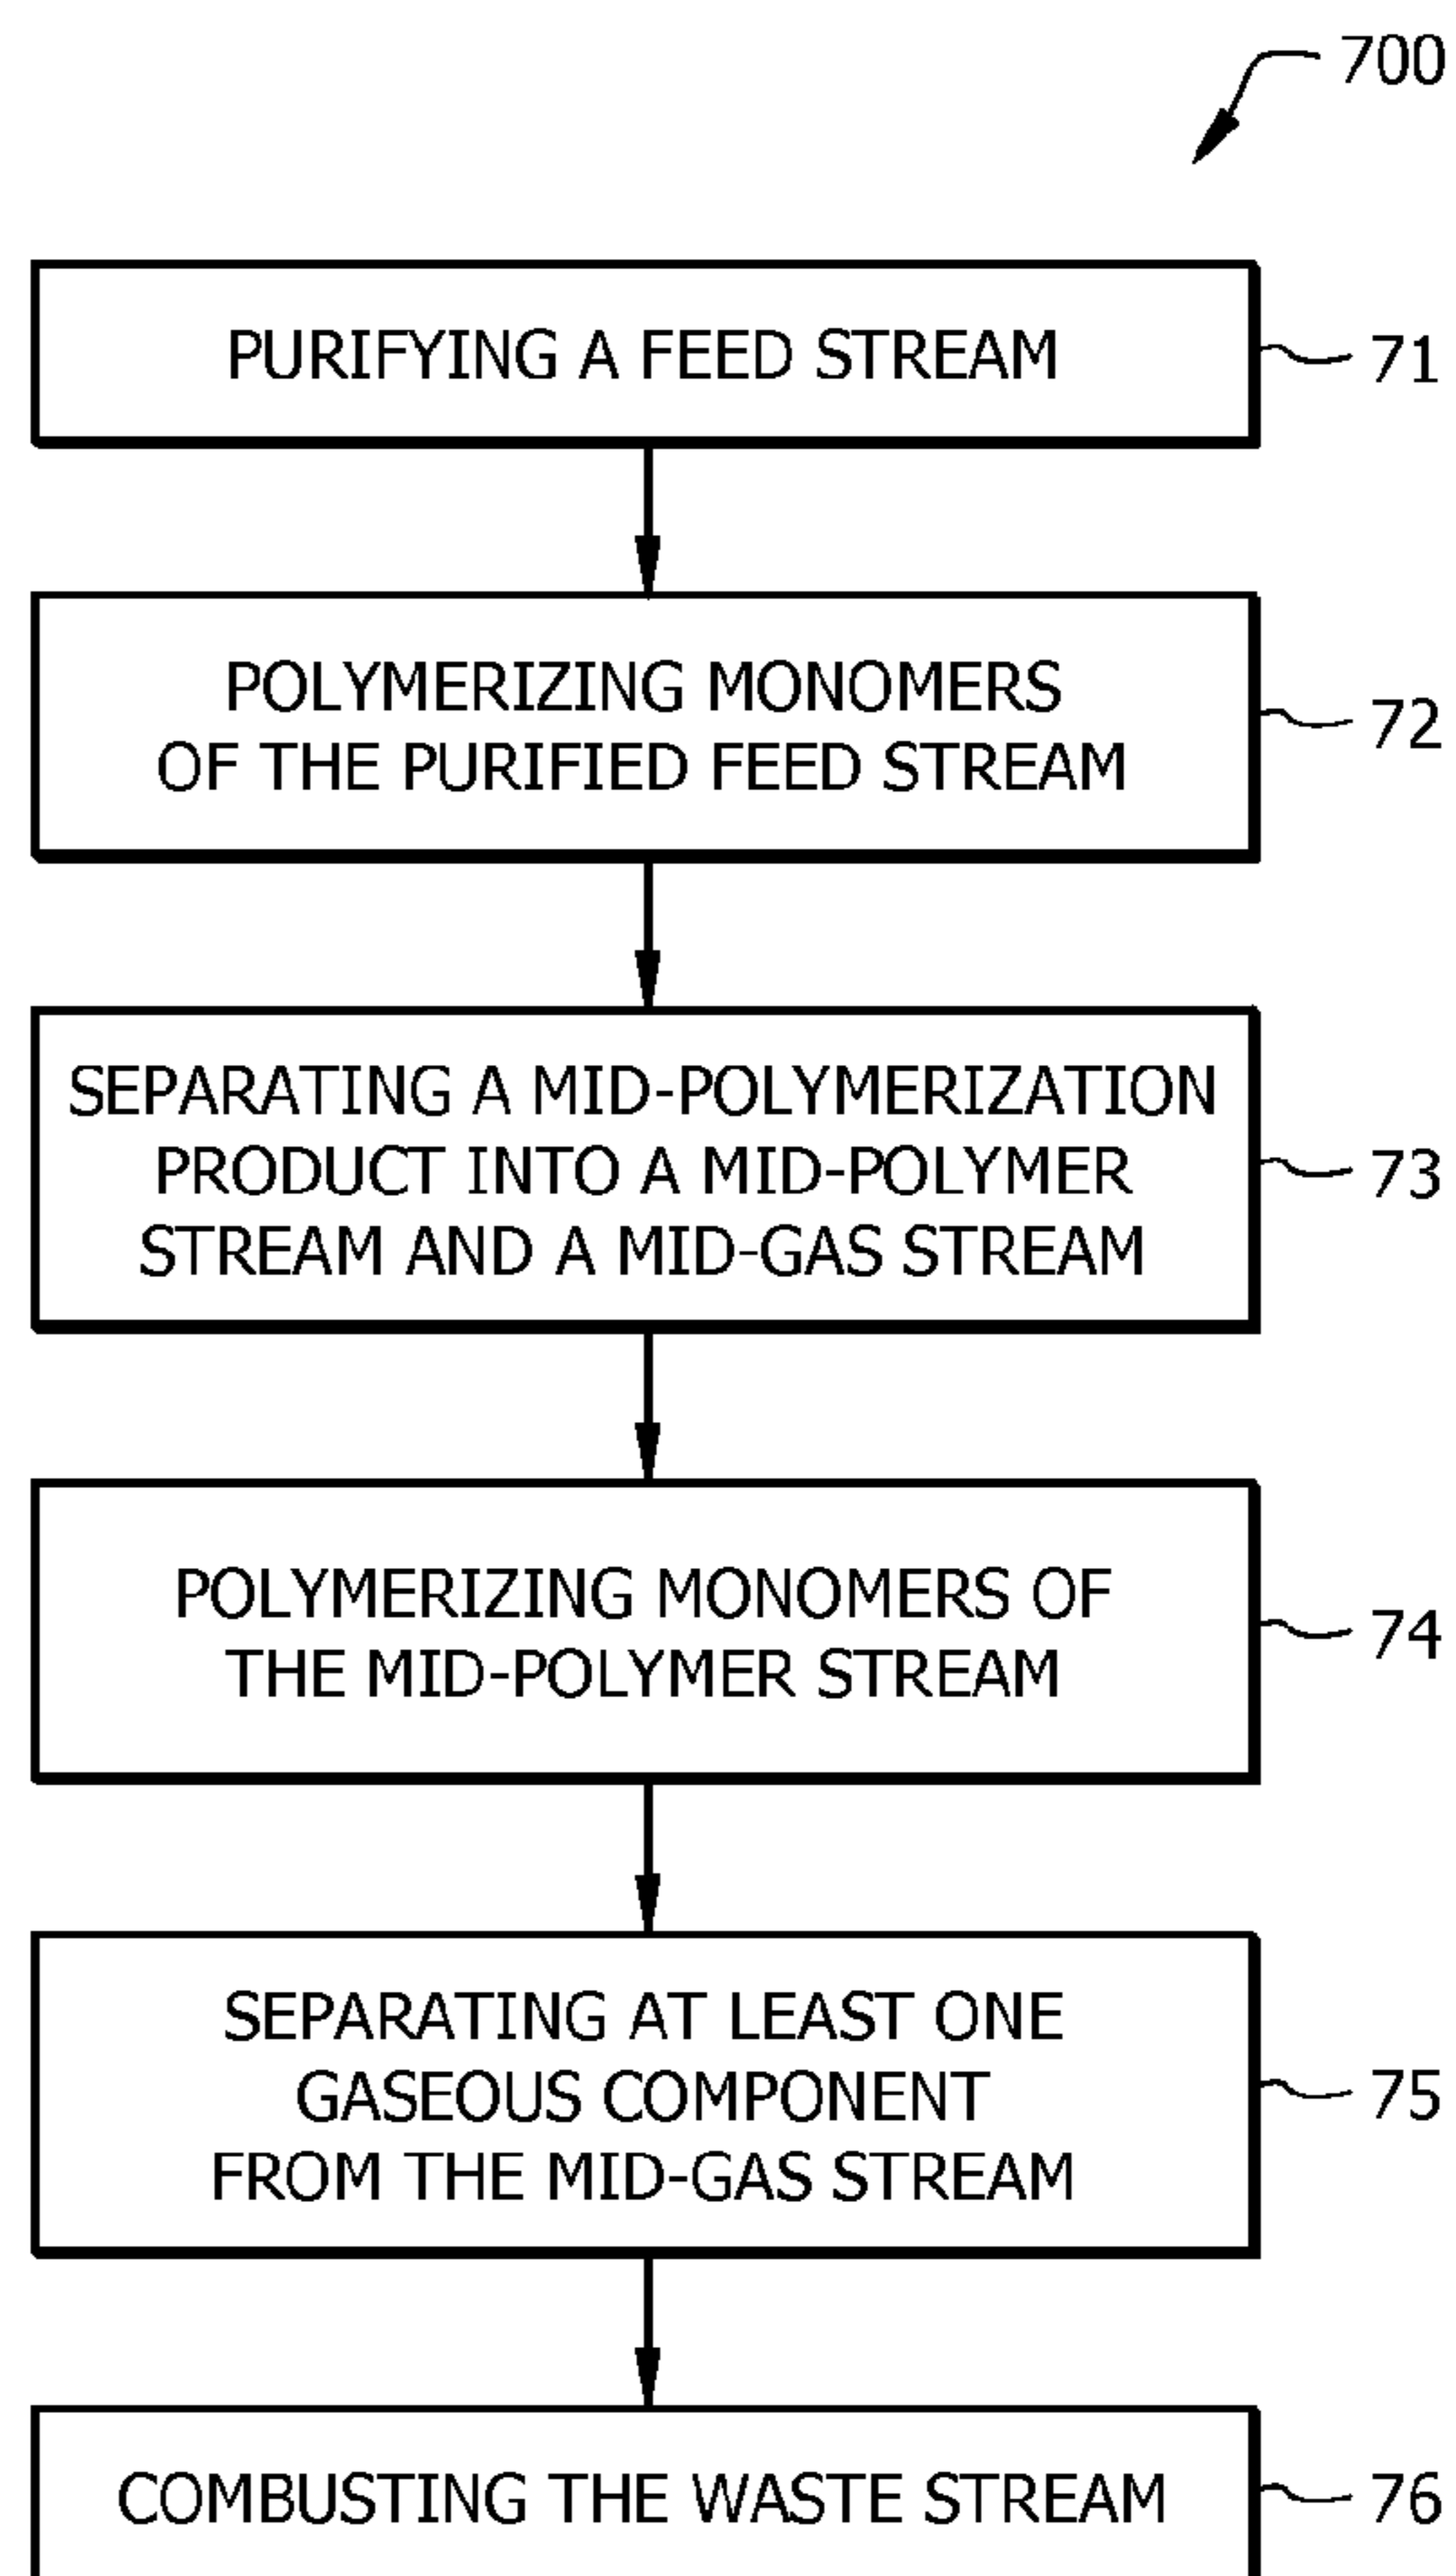 700
PURIFYING A FEED STREAM
71
POLYMERIZING MONOMERS
OF THE PURIFIED FEED STREAM
72
SEPARATING A MID-POLYMERIZATION
PRODUCT INTO A MID-POLYMER
STREAM AND A MID-GAS STREAM
73
POLYMERIZING MONOMERS OF
THE MID-POLYMER STREAM
74
SEPARATING AT LEAST ONE
GASEOUS COMPONENT
FROM THE MID-GAS STREAM
75
COMBUSTING THE WASTE STREAM
76